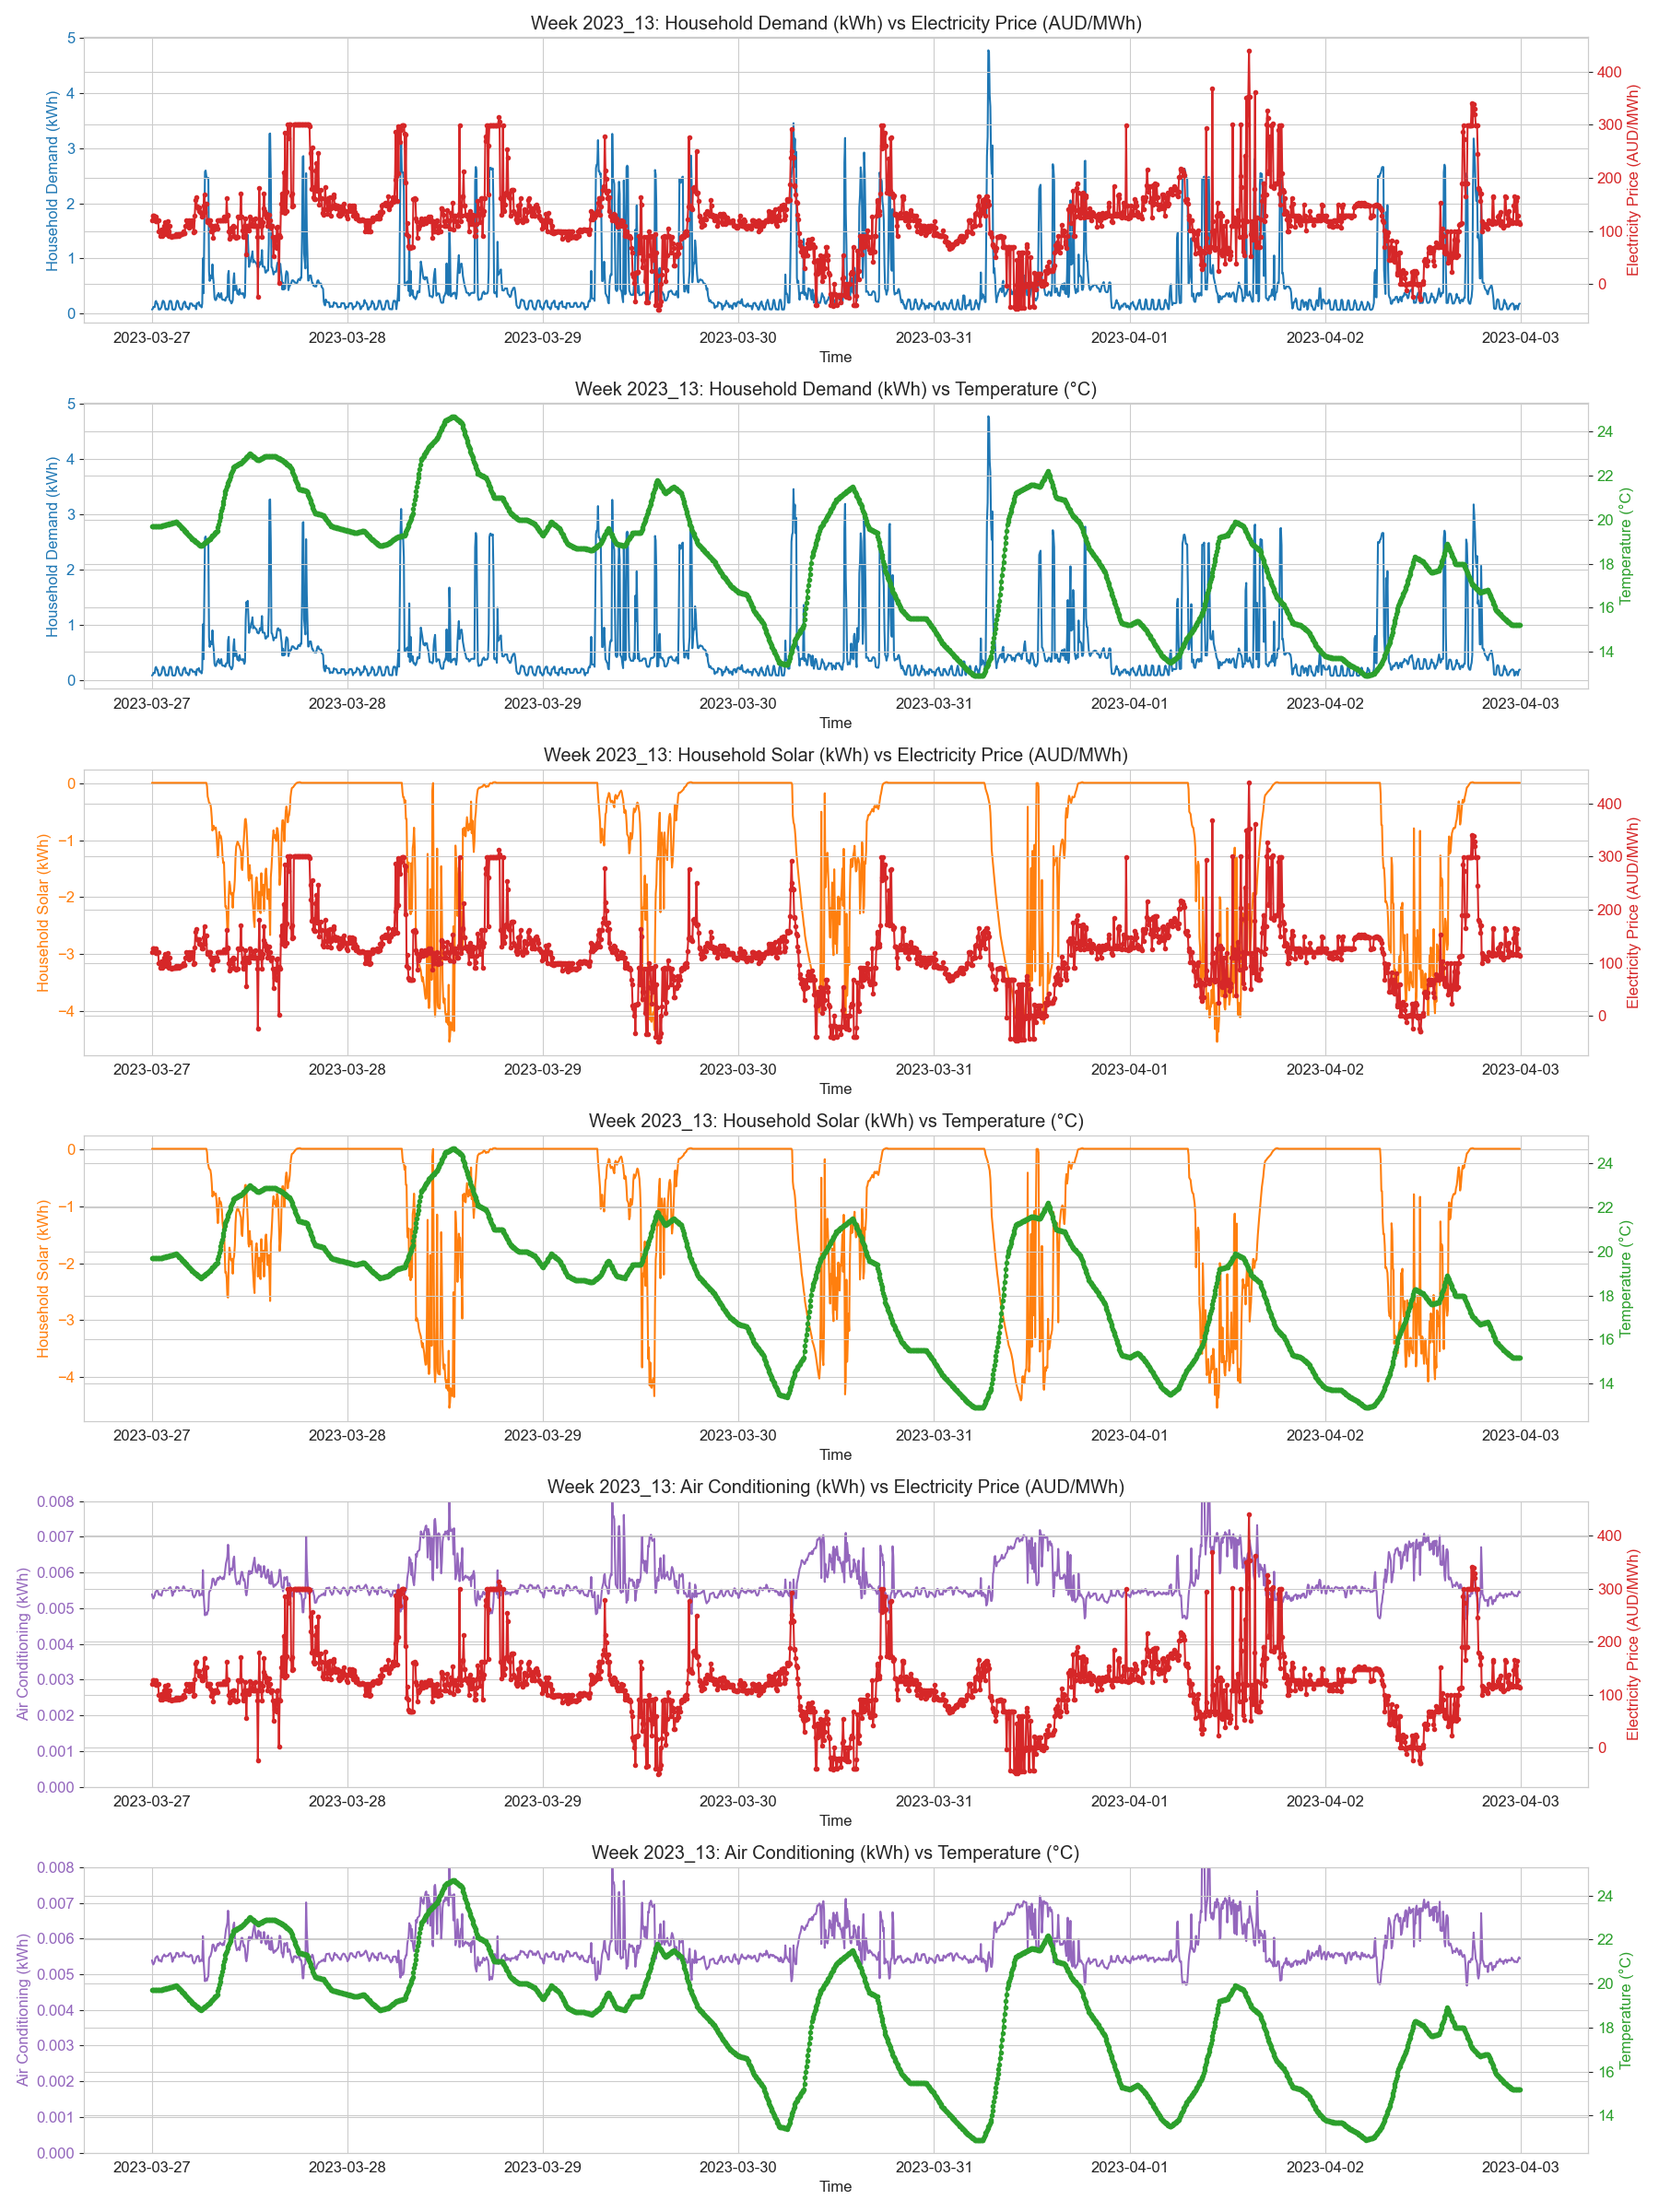 Week 2023_13: Household Demand (kWh) vs Electricity Price (AUD/MWh)
Household Demand (kWh)
5
4
3
2
1
0
400
300
200
100
0
Electricity Price (AUD/MWh)
2023-03-27 2023-03-28 2023-03-29 2023-03-30 2023-03-31 2023-04-01 2023-04-02 2023-04-03
Time
Week 2023_13: Household Demand (kWh) vs Temperature (°C)
Household Demand (kWh)
5
4
3
2
1
0
24
22
20
18
16
14
Temperature (°C)
2023-03-27 2023-03-28 2023-03-29 2023-03-30 2023-03-31 2023-04-01 2023-04-02 2023-04-03
Time
Week 2023_13: Household Solar (kWh) vs Electricity Price (AUD/MWh)
Household Solar (kWh)
0
−1
−2
−3
−4
400
300
200
100
0
Electricity Price (AUD/MWh)
2023-03-27 2023-03-28 2023-03-29 2023-03-30 2023-03-31 2023-04-01 2023-04-02 2023-04-03
Time
Week 2023_13: Household Solar (kWh) vs Temperature (°C)
Household Solar (kWh)
0
−1
−2
−3
−4
24
22
20
18
16
14
Temperature (°C)
2023-03-27 2023-03-28 2023-03-29 2023-03-30 2023-03-31 2023-04-01 2023-04-02 2023-04-03
Time
Week 2023_13: Air Conditioning (kWh) vs Electricity Price (AUD/MWh)
Air Conditioning (kWh)
0.008
0.007
0.006
0.005
0.004
0.003
0.002
0.001
0.000
400
300
200
100
0
Electricity Price (AUD/MWh)
2023-03-27 2023-03-28 2023-03-29 2023-03-30 2023-03-31 2023-04-01 2023-04-02 2023-04-03
Time
Week 2023_13: Air Conditioning (kWh) vs Temperature (°C)
Air Conditioning (kWh)
0.008
0.007
0.006
0.005
0.004
0.003
0.002
0.001
0.000
24
22
20
18
16
14
Temperature (°C)
2023-03-27 2023-03-28 2023-03-29 2023-03-30 2023-03-31 2023-04-01 2023-04-02 2023-04-03
Time